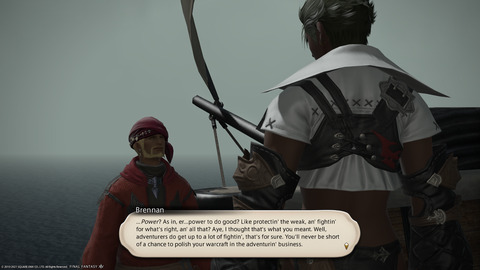 Brennan
...Power? As in, er...power to do good? Like protectin' the weak, an' fightin'
for what's right, an' all that? Aye, I thought that's what you meant. Well,
adventurers do get up to a lot of fightin', that's for sure. You'll never be short
of a chance to polish your warcraft in the adventurin' business.
FINAL FANTASY XIV